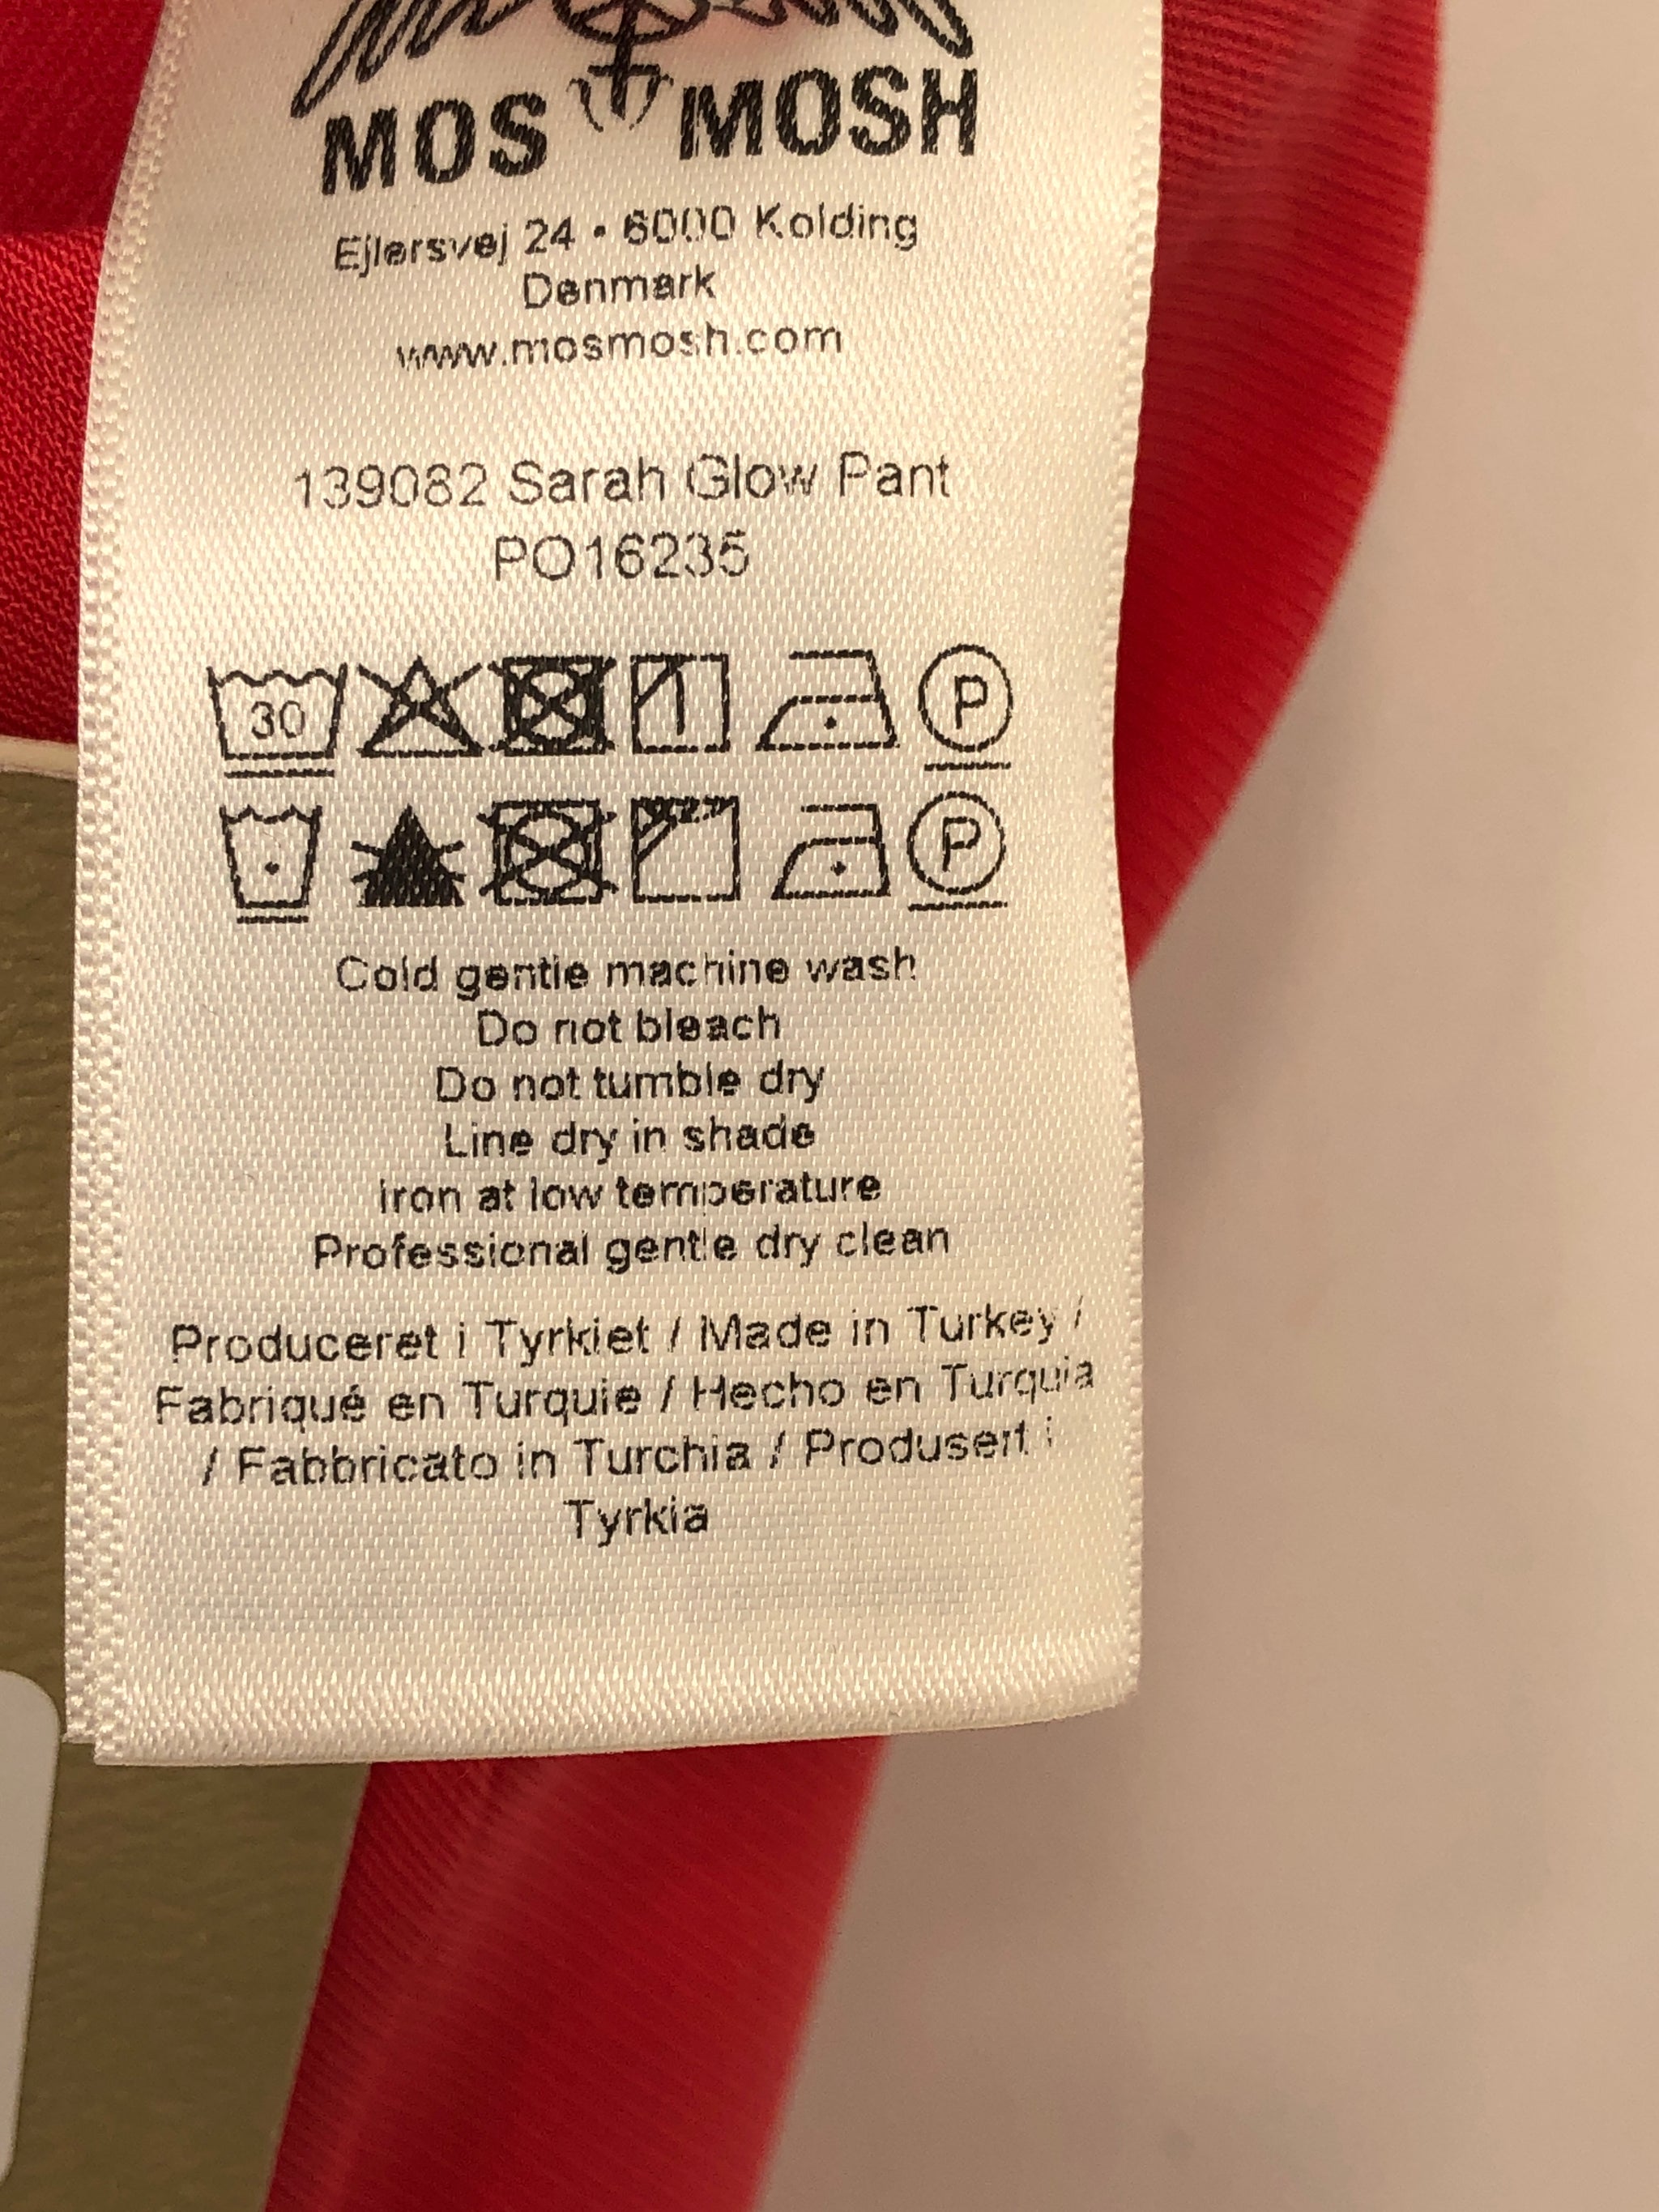 MOS MOSH
Ejlersvej 24 • 6000 Kolding
Denmark
www.mosmosh.com
139082 Sarah Glow Pant
PO16235
30 P
P
Cold gentle machine wash
Do not bleach
Do not tumble dry
Line dry in shade
Iron at low temperature
Professional gentle dry clean
Produceret i Tyrkiet / Made in Turkey /
Fabriqué en Turquie / Hecho en Turquia
/ Fabbricato in Turchia / Produsert i
Tyrkia